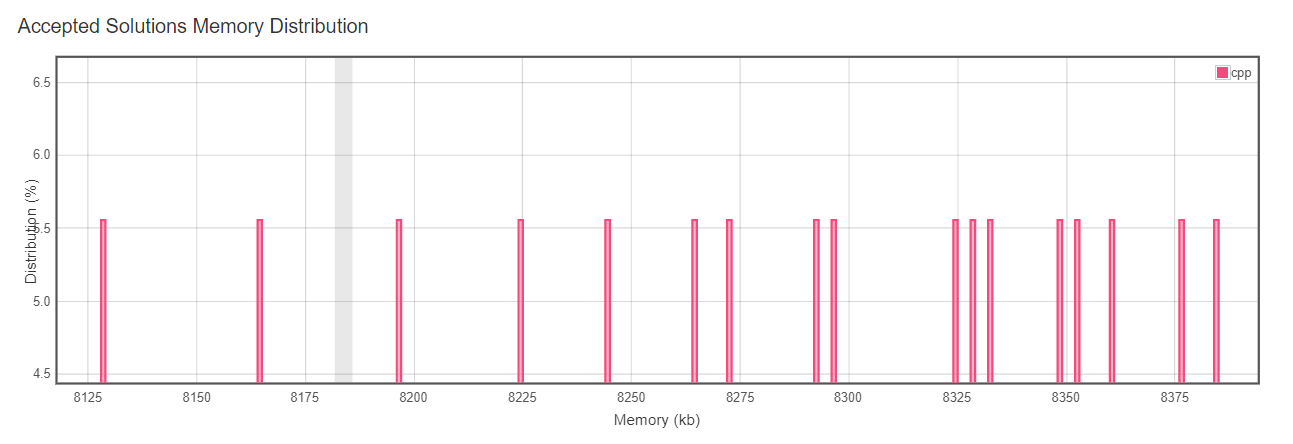 Accepted Solutions Memory Distribution
cpp
Distribution (%)
6.5
6.0
5.5
5.0
4.5
8125 8150 8175 8200 8225 8250 8275 8300 8325 8350 8375
Memory (kb)